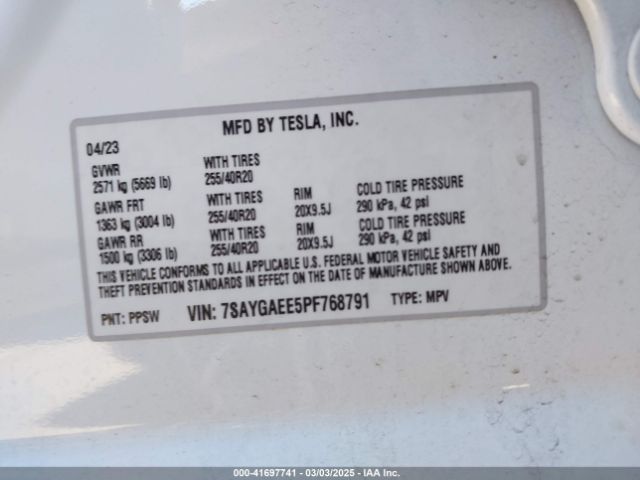 MFD BY TESLA, INC.
04/23
GVWR WITH TIRES
2571 kg (5669 lb) 255/40R20
GAWR FRT WITH TIRES RIM COLD TIRE PRESSURE
1363 kg (3004 lb) 255/40R20 20X9.5J 290 kPa, 42 psi
GAWR RR WITH TIRES RIM COLD TIRE PRESSURE
1500 kg (3306 lb) 255/40R20 20X9.5J 290 kPa, 42 psi
THIS VEHICLE CONFORMS TO ALL APPLICABLE U.S. FEDERAL MOTOR VEHICLE SAFETY AND
THEFT PREVENTION STANDARDS IN EFFECT ON THE DATE OF MANUFACTURE SHOWN ABOVE.
PNT: PPSW VIN: 7SAYGAEE5PF768791 TYPE: MPV
000-41697741 - 03/03/2025 - IAA Inc.